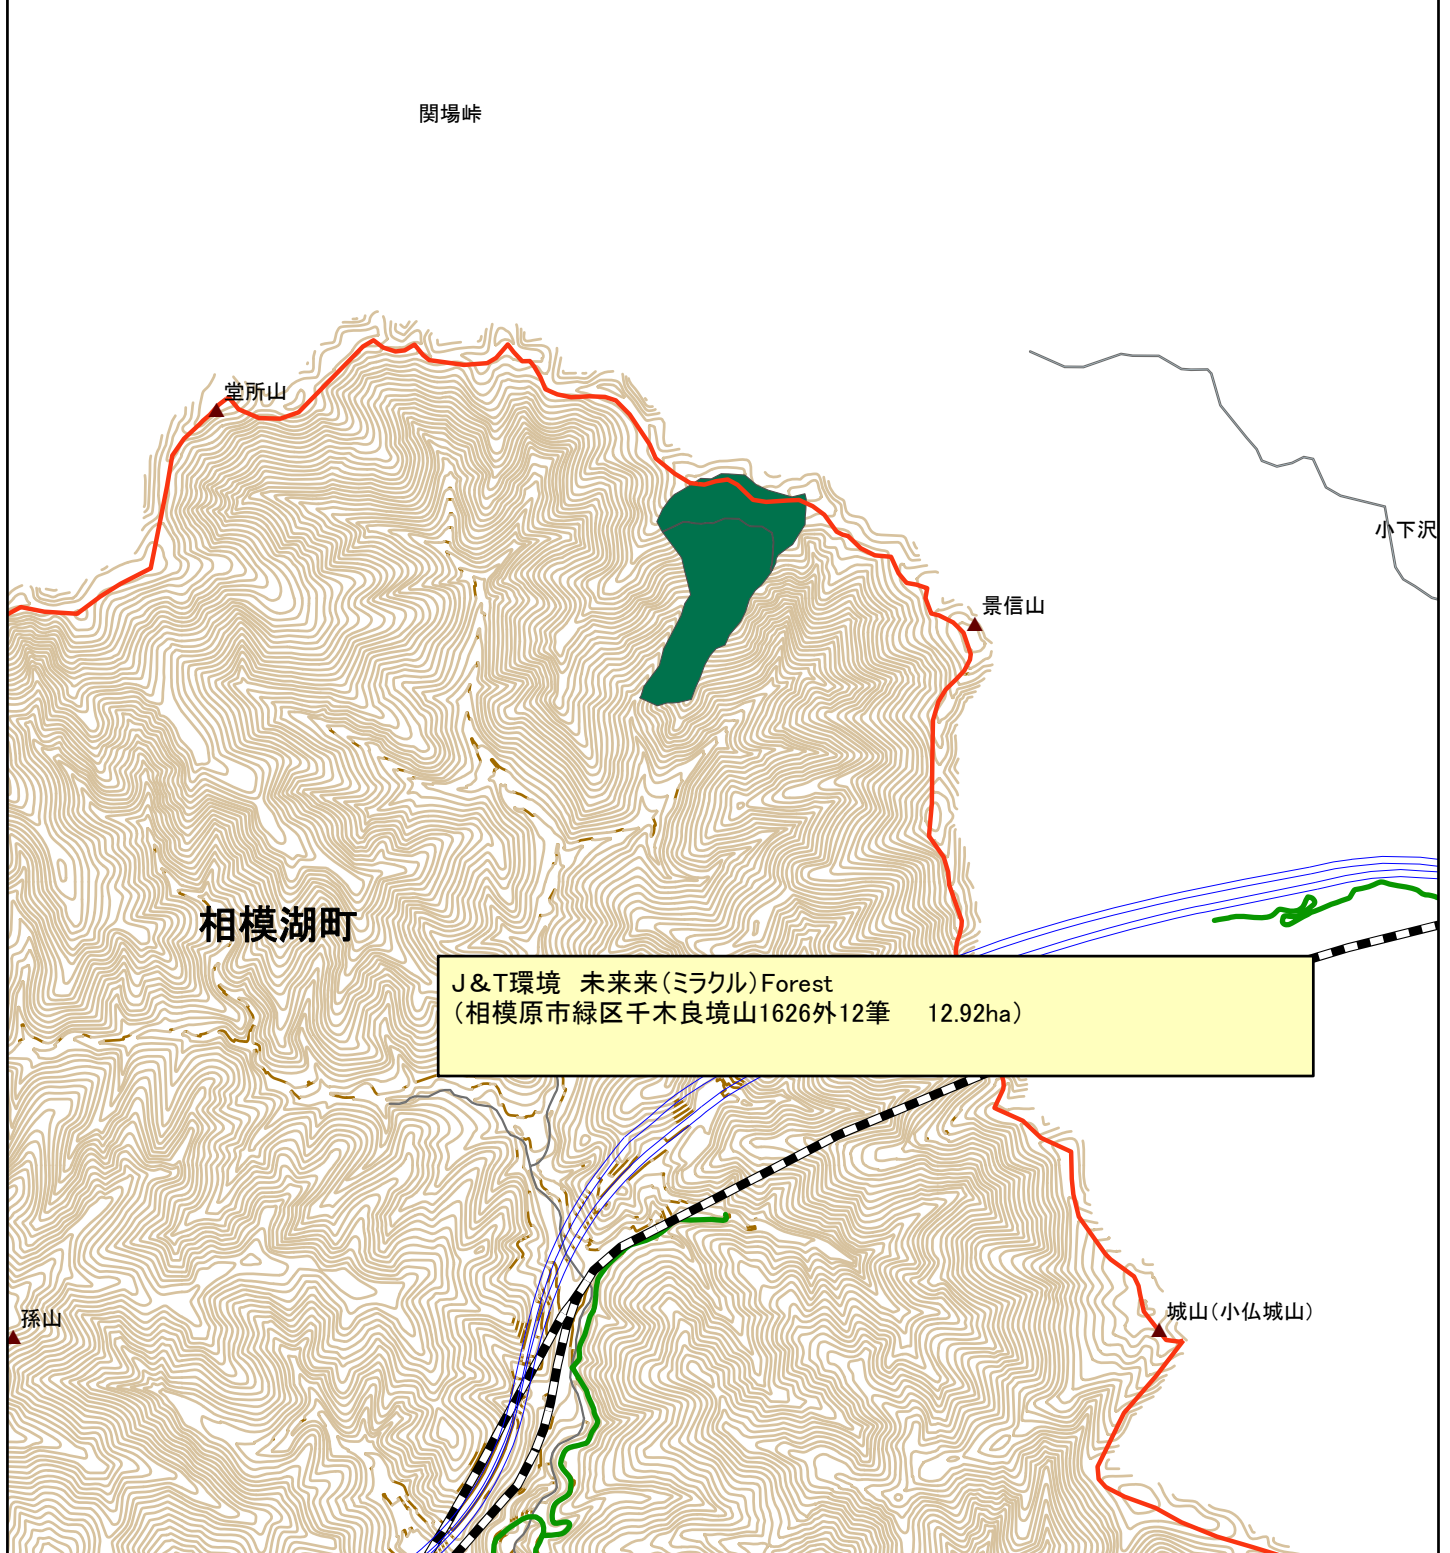 関場峠
堂所山
小下沢
景信山
相模湖町
J＆T環境　未来来（ミラクル）Forest
（相模原市緑区千木良境山1626外12筆　 12.92ha）
城山（小仏城山）
孫山